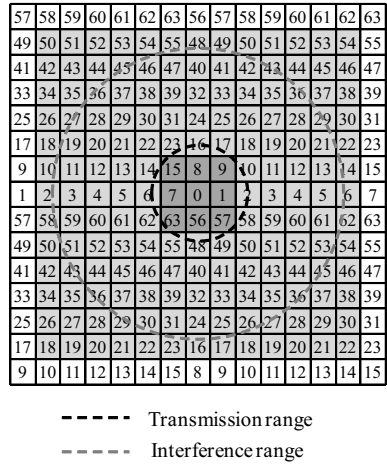 57 58 59 60 61 62 63 56 57 58 59 60 61 62 63
49 50 51 52 53 54 55 48 49 50 51 52 53 54 55
41 42 43 44 45 46 47 40 41 42 43 44 45 46 47
33 34 35 36 37 38 39 32 33 34 35 36 37 38 39
25 26 27 28 29 30 31 24 25 26 27 28 29 30 31
17 18 19 20 21 22 23 16 17 18 19 20 21 22 23
9 10 11 12 13 14 15 8 9 10 11 12 13 14 15
1 2 3 4 5 6 7 0 1 2 3 4 5 6 7
57 58 59 60 61 62 63 56 57 58 59 60 61 62 63
49 50 51 52 53 54 55 48 49 50 51 52 53 54 55
41 42 43 44 45 46 47 40 41 42 43 44 45 46 47
33 34 35 36 37 38 39 32 33 34 35 36 37 38 39
25 26 27 28 29 30 31 24 25 26 27 28 29 30 31
17 18 19 20 21 22 23 16 17 18 19 20 21 22 23
9 10 11 12 13 14 15 8 9 10 11 12 13 14 15
Transmission range
Interference range